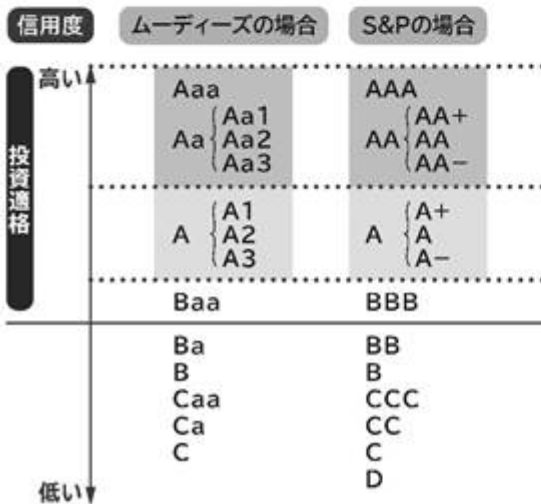 信用度 ムーディーズの場合 S&Pの場合
高い
投資適格
Aaa AAA
Aa1 AA+
Aa Aa2 AA AA
Aa3 AA−
A1 A+
A A2 A A
A3 A−
Baa BBB
Ba BB
B B
Caa CCC
Ca CC
C C
D
低い